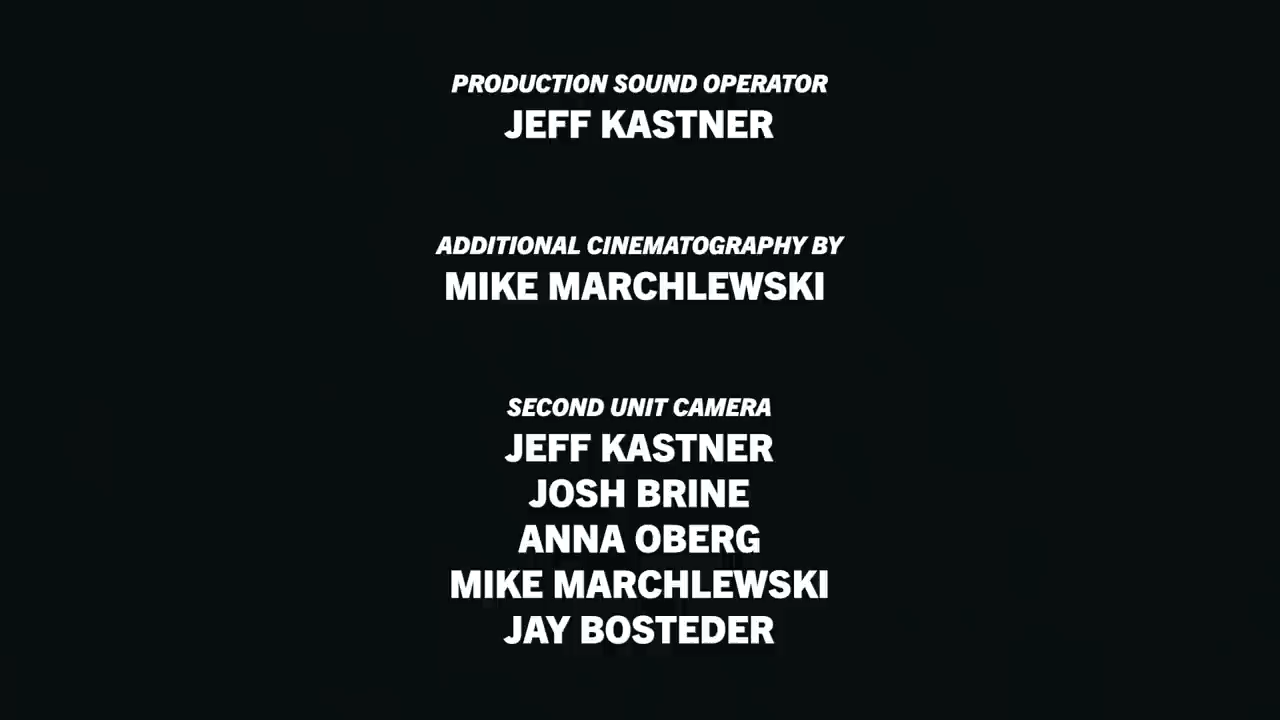 PRODUCTION SOUND OPERATOR
JEFF KASTNER
ADDITIONAL CINEMATOGRAPHY BY
MIKE MARCHLEWSKI
SECOND UNIT CAMERA
JEFF KASTNER
JOSH BRINE
ANNA OBERG
MIKE MARCHLEWSKI
JAY BOSTEDER